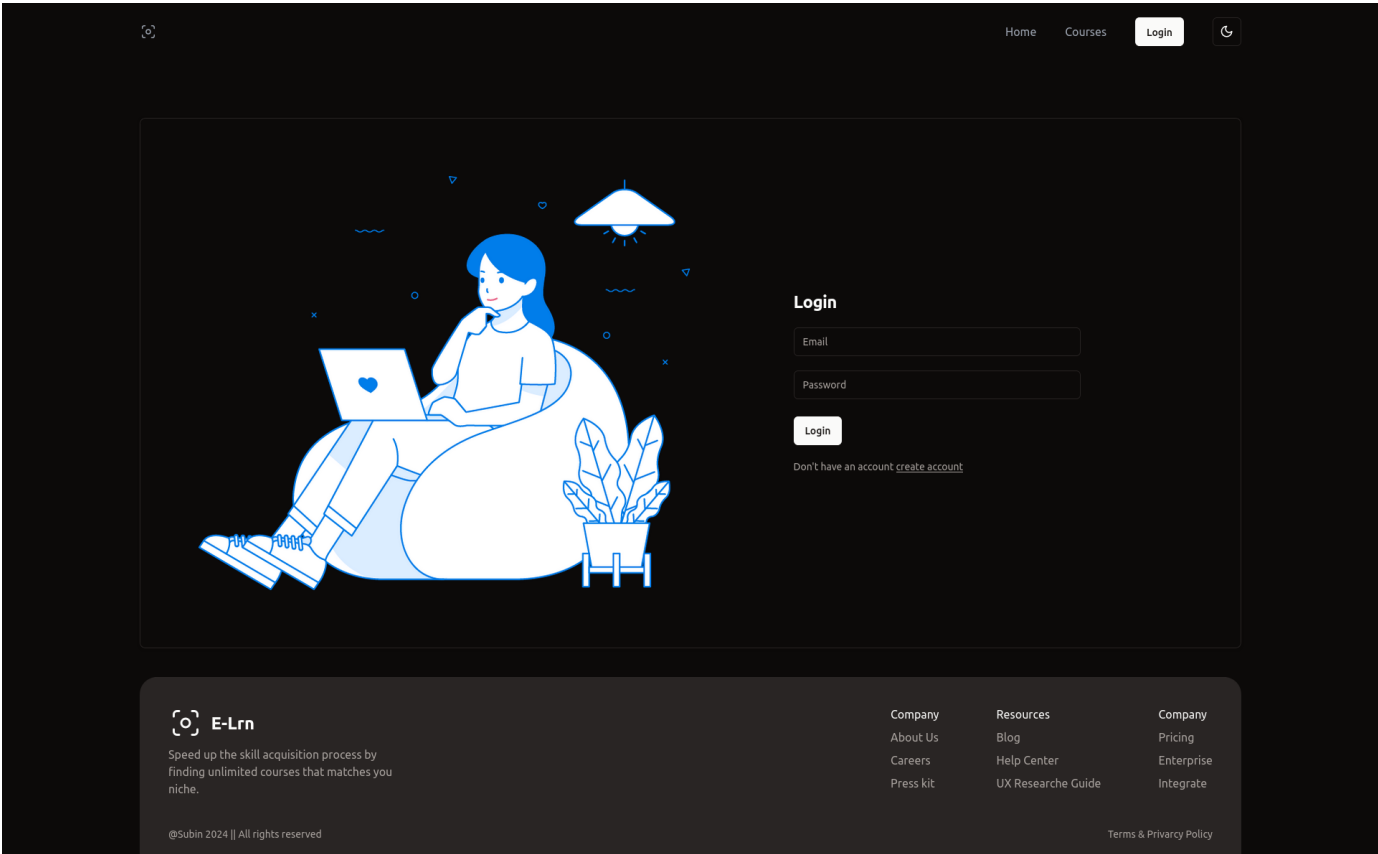 Home Courses Login
Login
Email
Password
Login
Don't have an account create account
E-Lrn
Speed up the skill acquisition process by
finding unlimited courses that matches you
niche.
Company
About Us
Careers
Press kit
Resources
Blog
Help Center
UX Researche Guide
Company
Pricing
Enterprise
Integrate
@Subin 2024 || All rights reserved
Terms & Privarcy Policy